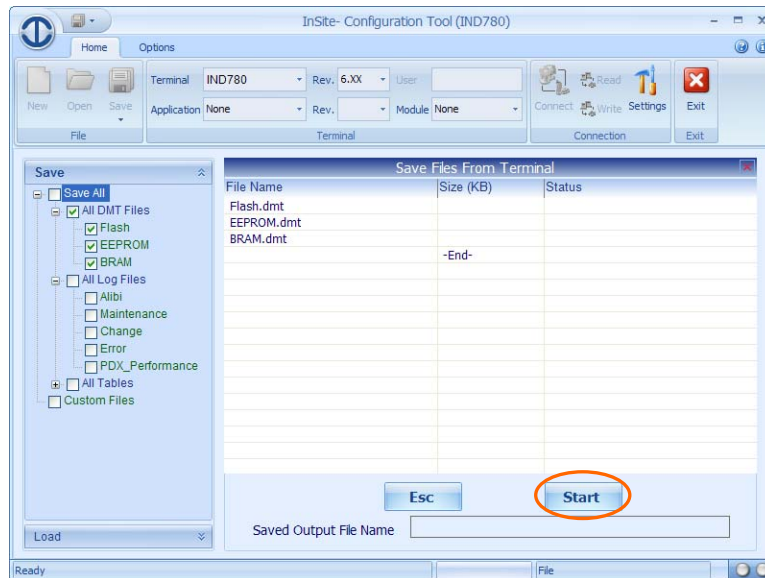 InSite- Configuration Tool (IND780)
Home Options
New Open Save
File
Terminal IND780 Rev. 6.XX User
Application None Rev. Module None
Terminal
Connect Read Write Settings
Connection
Exit
Exit
Save
Save All
All DMT Files
Flash
EEPROM
BRAM
All Log Files
Alibi
Maintenance
Change
Error
PDX_Performance
All Tables
Custom Files
Load
Save Files From Terminal
File Name Size (KB) Status
Flash.dmt
EEPROM.dmt
BRAM.dmt
-End-
Esc Start
Saved Output File Name
Ready File